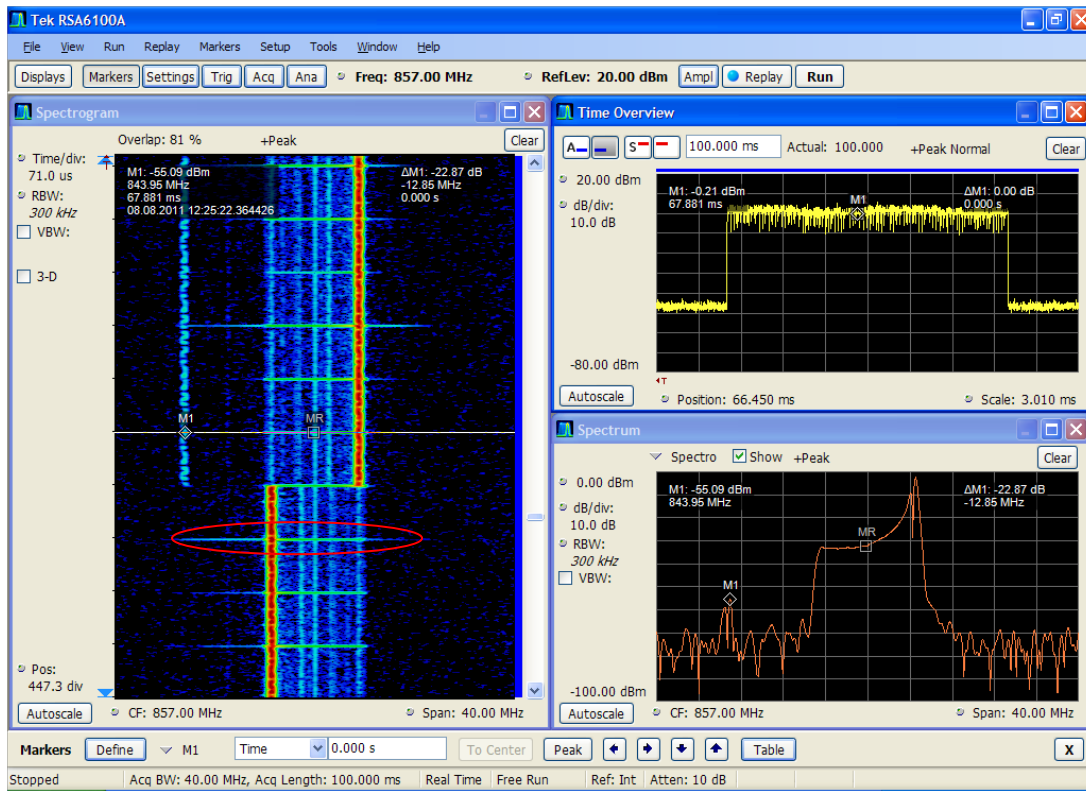 Tek RSA6100A
File View Run Replay Markers Setup Tools Window Help
Displays Markers Settings Trig Acq Ana Freq: 857.00 MHz RefLev: 20.00 dBm Ampl Replay Run
Spectrogram
Overlap: 81 % +Peak Clear
Time/div:
71.0 us
RBW:
300 kHz
VBW:
3-D
M1: -55.09 dBm
843.95 MHz
67.881 ms
08.08.2011 12:25:22.364426
ΔM1: -22.87 dB
-12.85 MHz
0.000 s
M1 MR
Pos:
447.3 div
Autoscale CF: 857.00 MHz Span: 40.00 MHz
Time Overview
A S 100.000 ms Actual: 100.000 +Peak Normal Clear
20.00 dBm
dB/div:
10.0 dB
M1: -0.21 dBm
67.881 ms
ΔM1: 0.00 dB
0.000 s
M1
-80.00 dBm
T
Autoscale Position: 66.450 ms Scale: 3.010 ms
Spectrum
Spectro Show +Peak Clear
0.00 dBm
dB/div:
10.0 dB
RBW:
300 kHz
VBW:
M1: -55.09 dBm
843.95 MHz
ΔM1: -22.87 dB
-12.85 MHz
MR
M1
-100.00 dBm
Autoscale CF: 857.00 MHz Span: 40.00 MHz
Markers Define M1 Time 0.000 s To Center Peak Table X
Stopped Acq BW: 40.00 MHz, Acq Length: 100.000 ms Real Time Free Run Ref: Int Atten: 10 dB